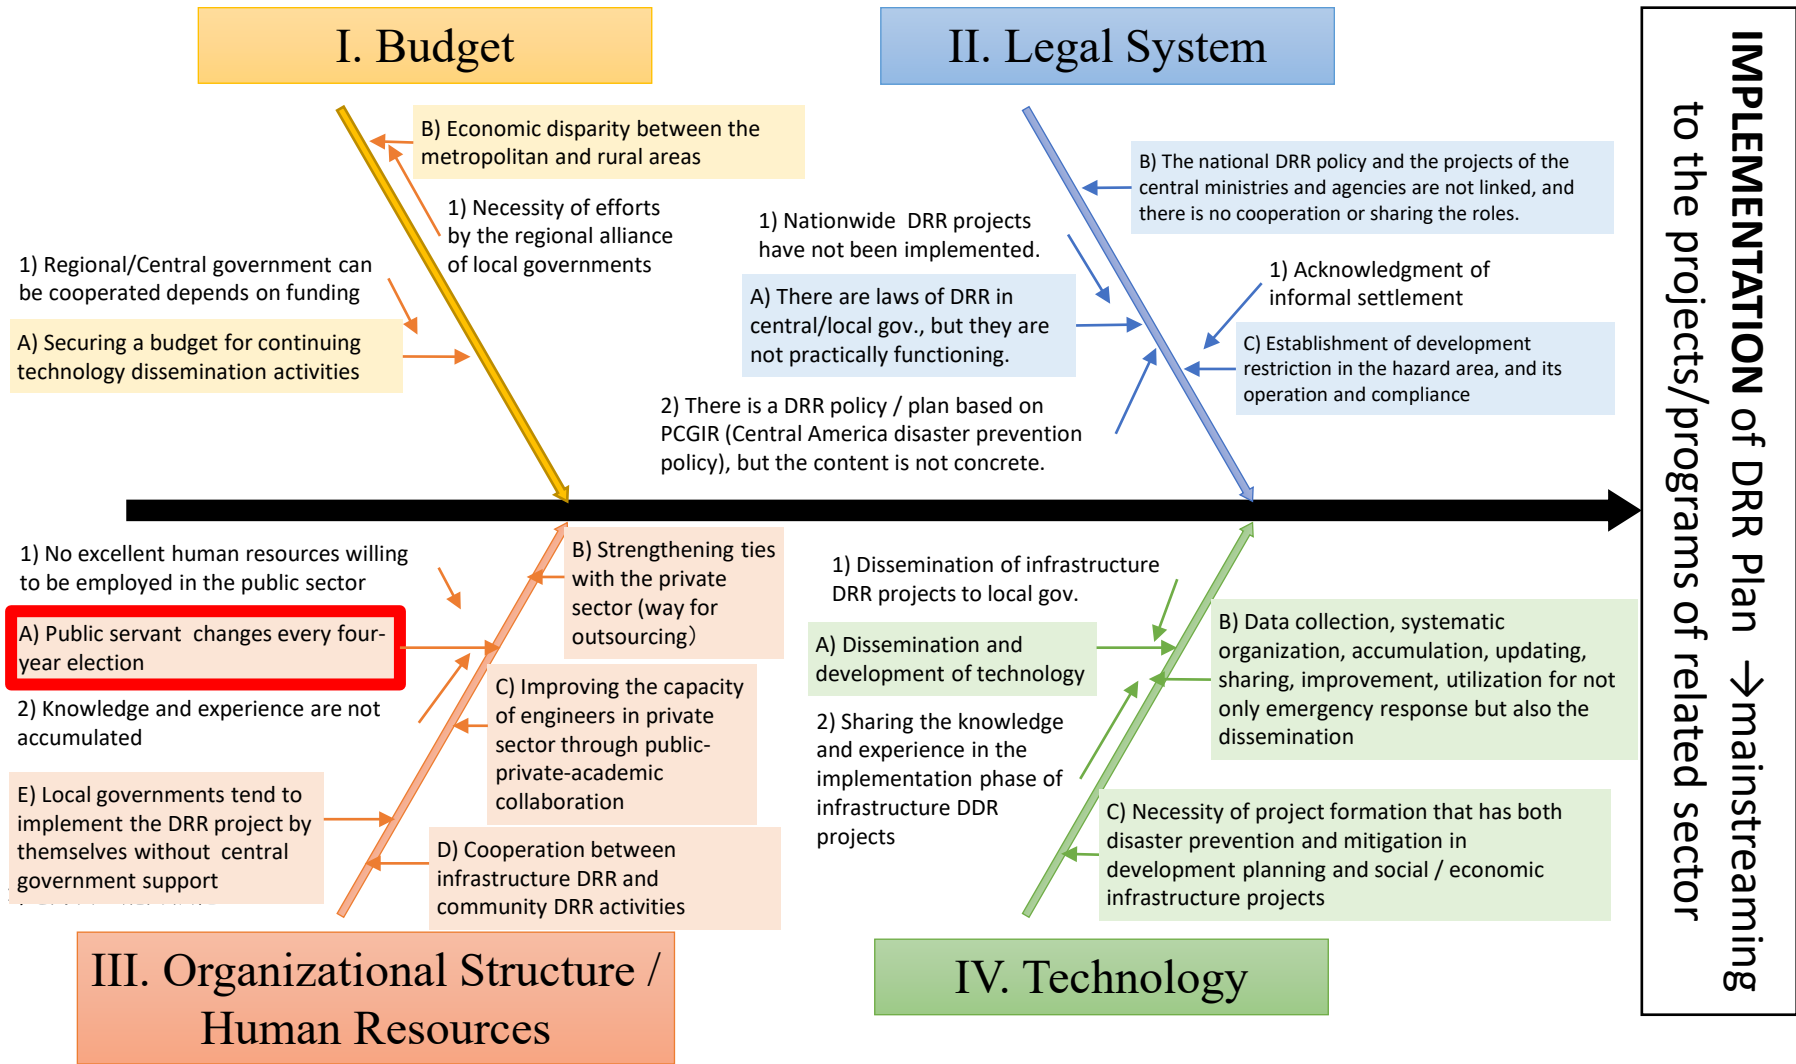 I. Budget
B) Economic disparity between the
metropolitan and rural areas
1) Necessity of efforts
by the regional alliance
of local governments
1) Regional/Central government can
be cooperated depends on funding
A) Securing a budget for continuing
technology dissemination activities
II. Legal System
B) The national DRR policy and the projects of the
central ministries and agencies are not linked, and
there is no cooperation or sharing the roles.
1) Nationwide DRR projects
have not been implemented.
A) There are laws of DRR in
central/local gov., but they are
not practically functioning.
1) Acknowledgment of
informal settlement
C) Establishment of development
restriction in the hazard area, and its
operation and compliance
2) There is a DRR policy / plan based on
PCGIR (Central America disaster prevention
policy), but the content is not concrete.
1) No excellent human resources willing
to be employed in the public sector
A) Public servant changes every four-
year election
2) Knowledge and experience are not
accumulated
B) Strengthening ties
with the private
sector (way for
outsourcing）
C) Improving the capacity
of engineers in private
sector through public-
private-academic
collaboration
E) Local governments tend to
implement the DRR project by
themselves without central
government support
D) Cooperation between
infrastructure DRR and
community DRR activities
III. Organizational Structure /
Human Resources
1) Dissemination of infrastructure
DRR projects to local gov.
A) Dissemination and
development of technology
B) Data collection, systematic
organization, accumulation, updating,
sharing, improvement, utilization for not
only emergency response but also the
dissemination
2) Sharing the knowledge
and experience in the
implementation phase of
infrastructure DDR
projects
C) Necessity of project formation that has both
disaster prevention and mitigation in
development planning and social / economic
infrastructure projects
IV. Technology
IMPLEMENTATION of DRR Plan →mainstreaming
to the projects/programs of related sector